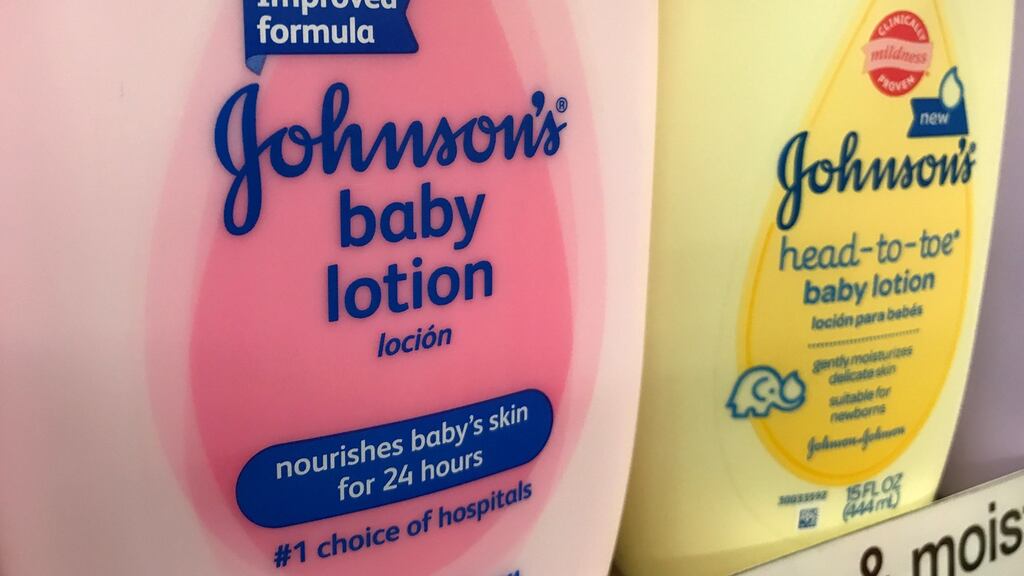 Improved
formula
Johnson's®
baby
lotion
loción
nourishes baby's skin
for 24 hours
#1 choice of hospitals
CLINICALLY
mildness
PROVEN
new
Johnson's
head-to-toe®
baby lotion
loción para bebés
gently moisturizes
delicate skin
suitable for
newborns
Johnson+Johnson
30033592
15 FL OZ
(444 mL)
& mois